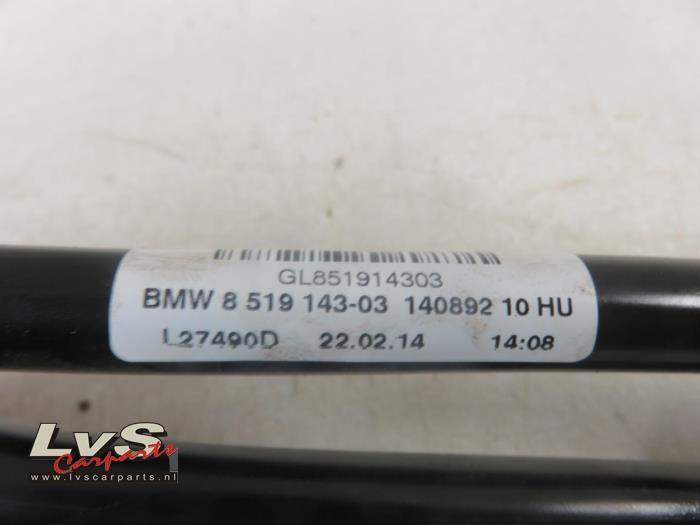 GL851914303
BMW 8 519 143-03 140892 10 HU
L27490D 22.02.14 14:08
LvS
Carparts
www.lvscarparts.nl